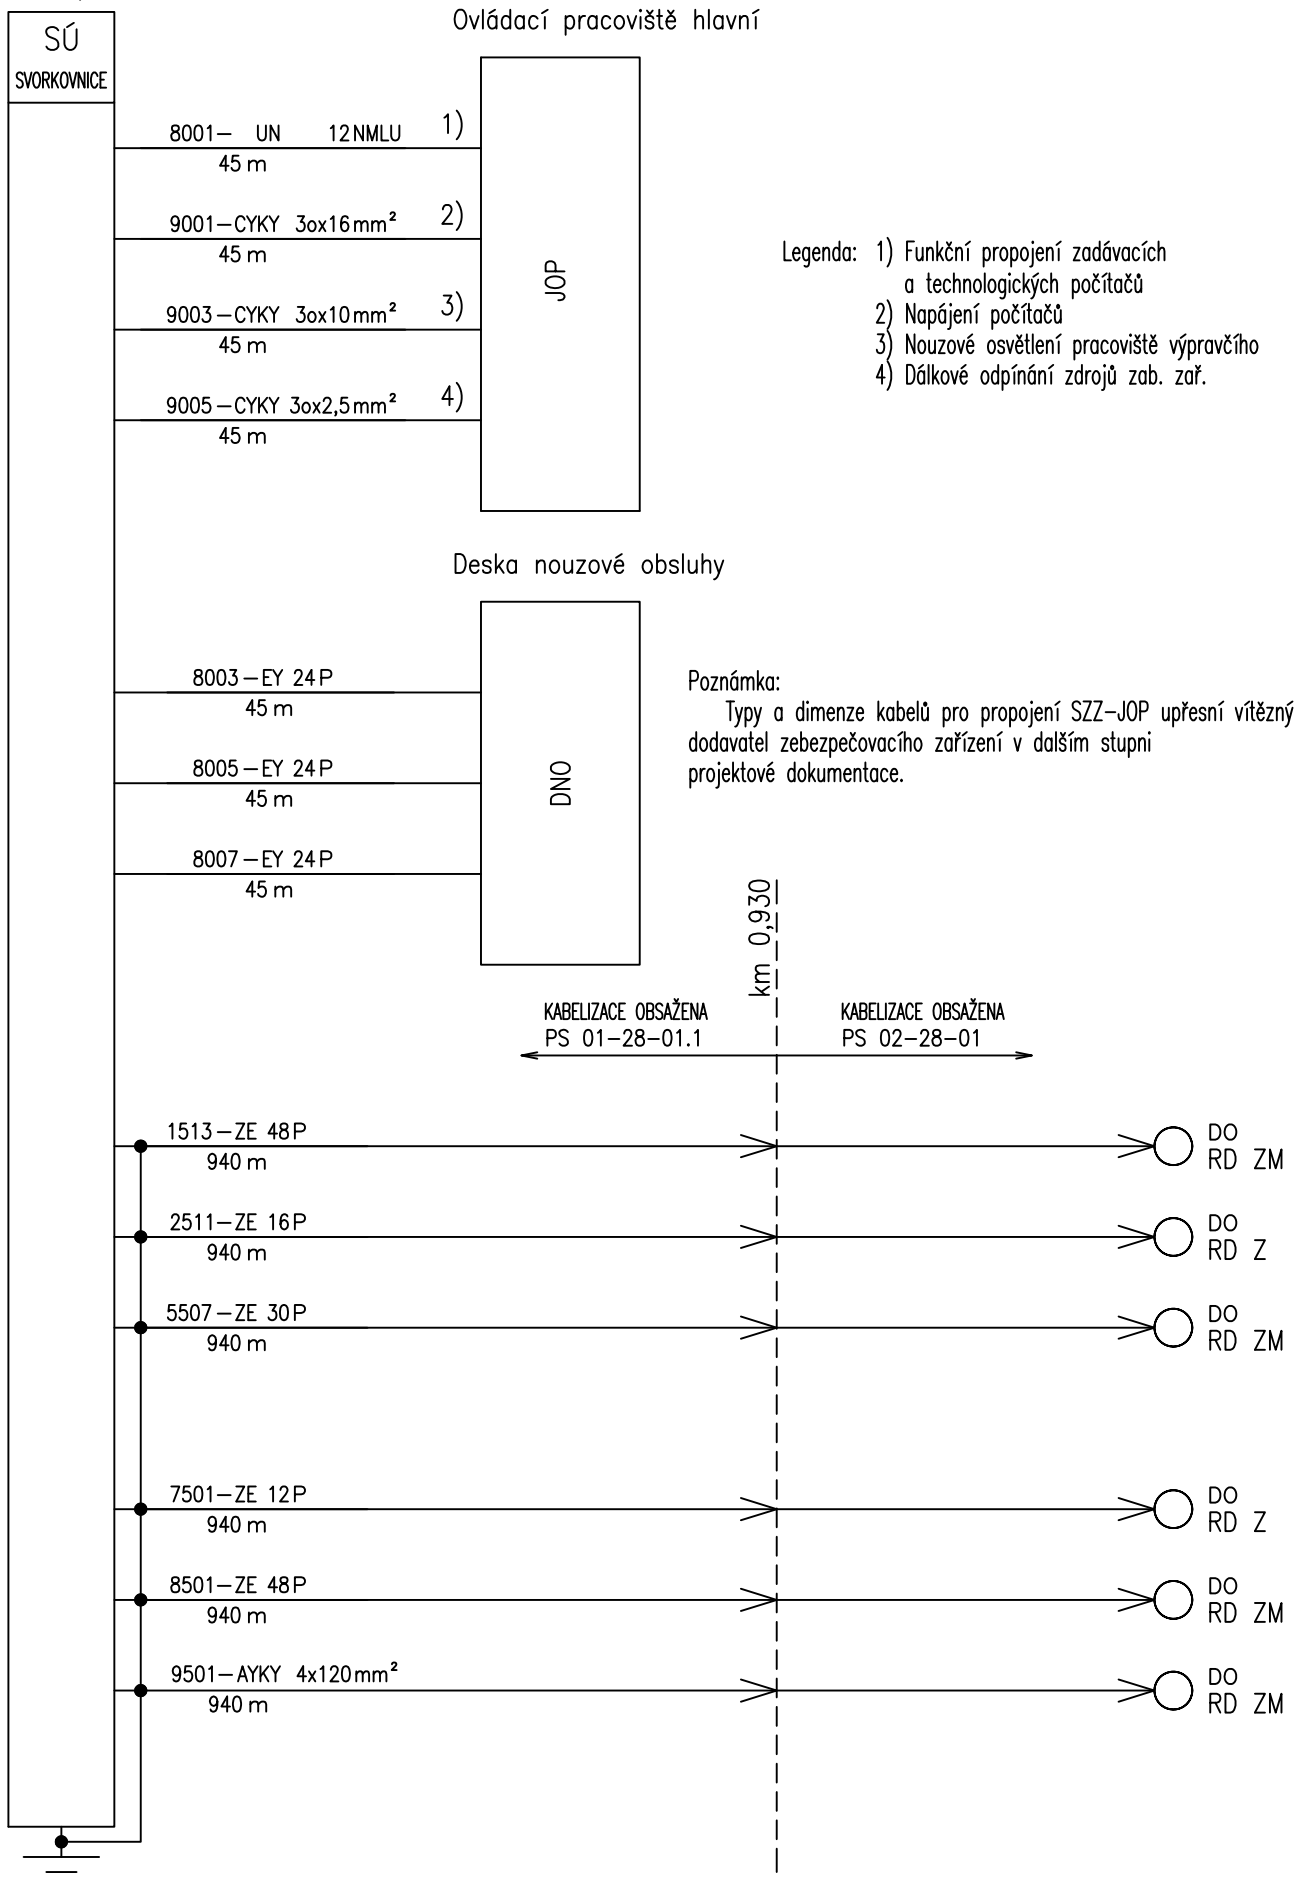 SÚ
SVORKOVNICE
Ovládací pracoviště hlavní
8001- UN 12NMLU 1)
45 m
9001-CYKY 3ox16mm² 2)
45 m
9003-CYKY 3ox10mm² 3)
45 m
9005-CYKY 3ox2,5mm² 4)
45 m
JOP
Legenda: 1) Funkční propojení zadávacích
a technologických počítačů
2) Napájení počítačů
3) Nouzové osvětlení pracoviště výpravčího
4) Dálkové odpínání zdrojů zab. zař.
Deska nouzové obsluhy
8003-EY 24P
45 m
8005-EY 24P
45 m
8007-EY 24P
45 m
DNO
Poznámka:
Typy a dimenze kabelů pro propojení SZZ-JOP upřesní vítězný
dodavatel zebezpečovacího zařízení v dalším stupni
projektové dokumentace.
km 0,930
KABELIZACE OBSAŽENA
PS 01-28-01.1
KABELIZACE OBSAŽENA
PS 02-28-01
1513-ZE 48P
940 m
DO
RD ZM
2511-ZE 16P
940 m
DO
RD Z
5507-ZE 30P
940 m
DO
RD ZM
7501-ZE 12P
940 m
DO
RD Z
8501-ZE 48P
940 m
DO
RD ZM
9501-AYKY 4x120mm²
940 m
DO
RD ZM